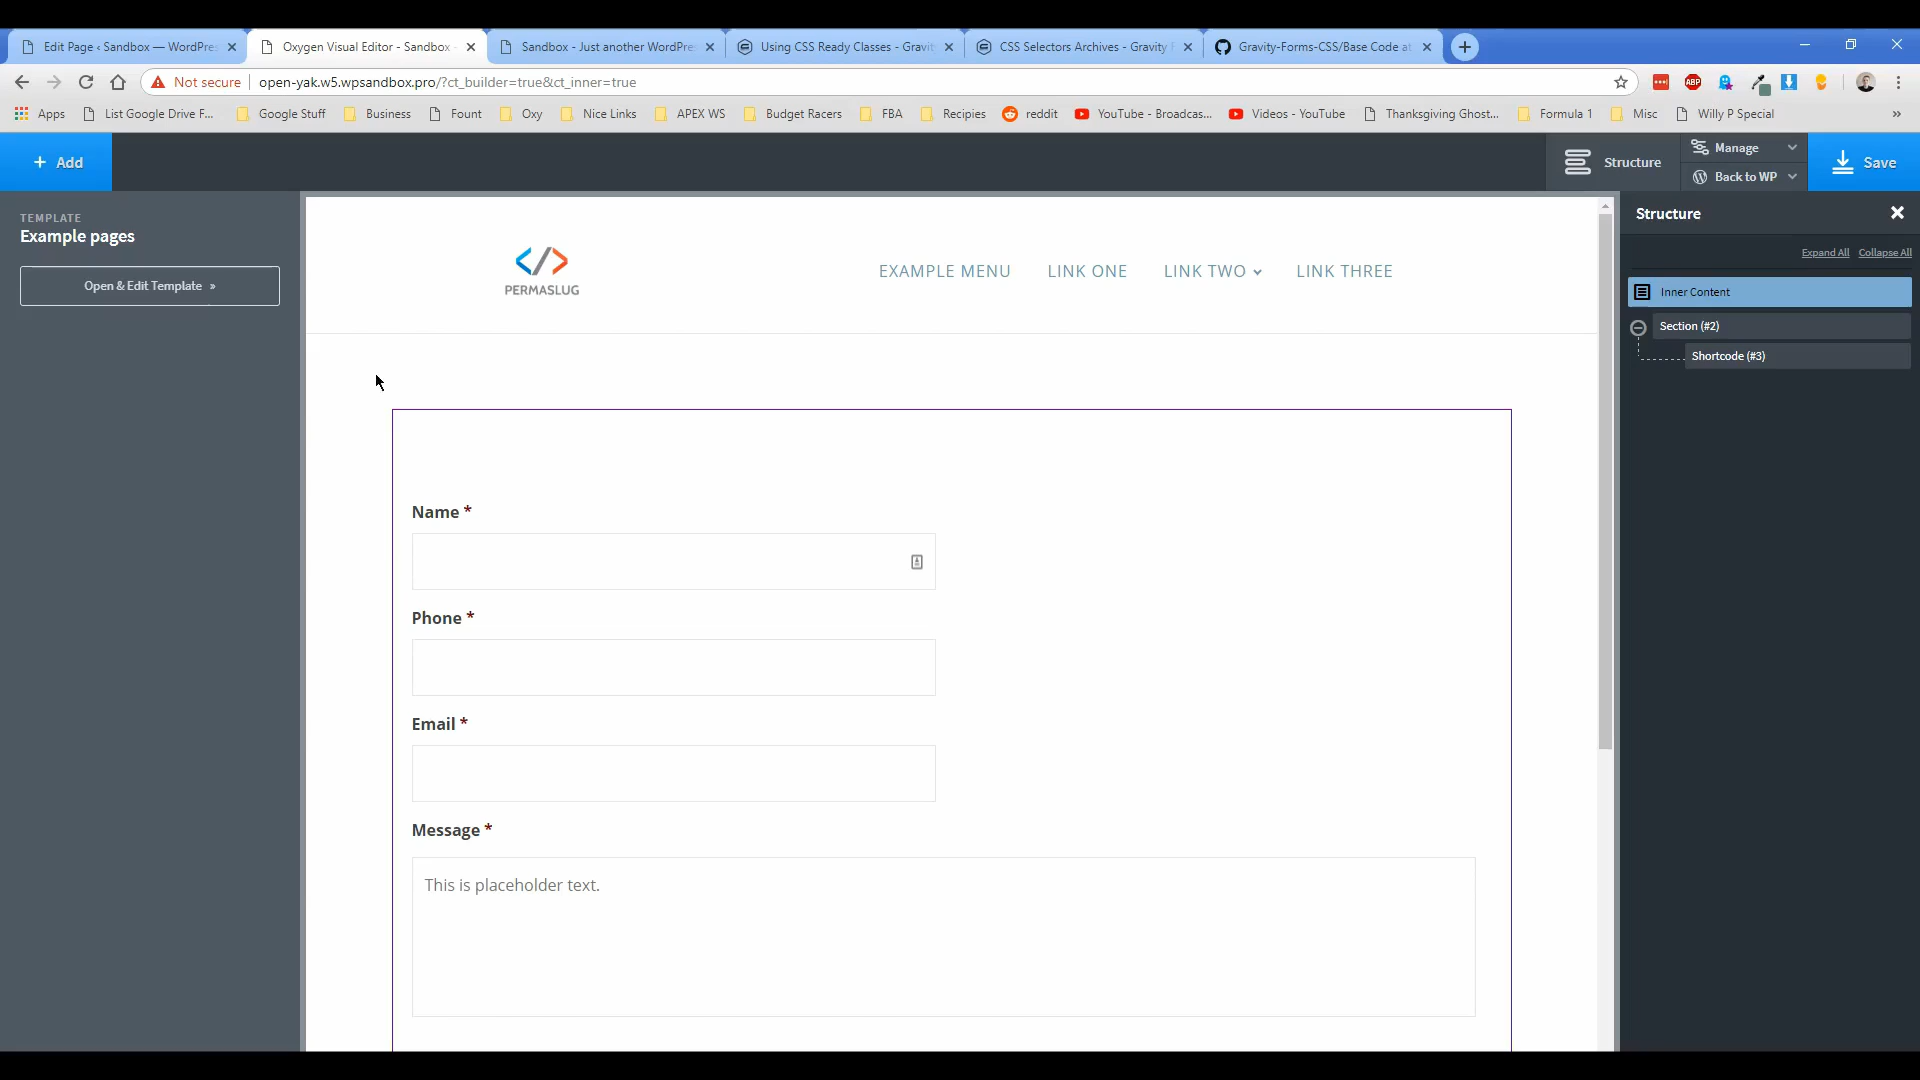 Edit Page ‹ Sandbox — WordPre
Oxygen Visual Editor - Sandbox -
Sandbox - Just another WordPre
Using CSS Ready Classes - Gravit
CSS Selectors Archives - Gravity F
Gravity-Forms-CSS/Base Code at
Not secure
open-yak.w5.wpsandbox.pro/?ct_builder=true&ct_inner=true
ABP
Apps
List Google Drive F...
Google Stuff
Business
Fount
Oxy
Nice Links
APEX WS
Budget Racers
FBA
Recipies
reddit
YouTube - Broadcas...
Videos - YouTube
Thanksgiving Ghost...
Formula 1
Misc
Willy P Special
»
+ Add
Structure
Manage
Back to WP
Save
TEMPLATE
Example pages
Open & Edit Template »
PERMASLUG
EXAMPLE MENU
LINK ONE
LINK TWO
LINK THREE
Name *
Phone *
Email *
Message *
This is placeholder text.
Structure
Expand All
Collapse All
Inner Content
Section (#2)
Shortcode (#3)